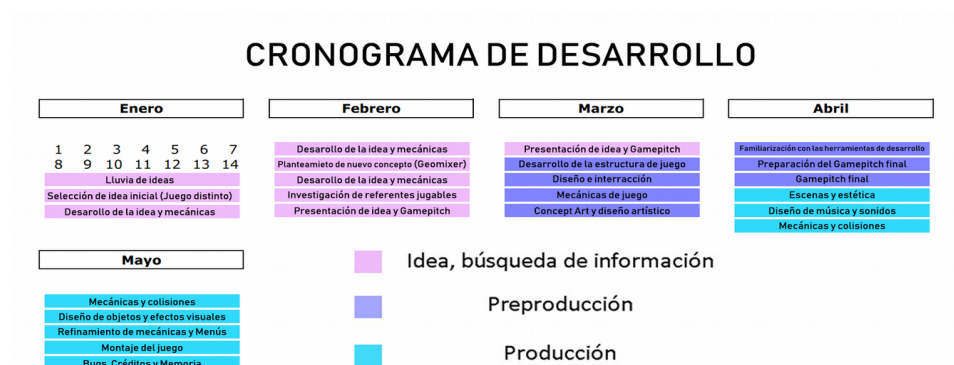 CRONOGRAMA DE DESARROLLO
Enero
1 2 3 4 5 6 7
8 9 10 11 12 13 14
Lluvia de ideas
Selección de idea inicial (Juego distinto)
Desarollo de la idea y mecánicas
Febrero
Desarollo de la idea y mecánicas
Planteamieto de nuevo concepto (Geomixer)
Desarollo de la idea y mecánicas
Investigación de referentes jugables
Presentación de idea y Gamepitch
Marzo
Presentación de idea y Gamepitch
Desarrollo de la estructura de juego
Diseño e interracción
Mecánicas de juego
Concept Art y diseño artístico
Abril
Familiarización con las herramientas de desarrollo
Preparación del Gamepitch final
Gamepitch final
Escenas y estética
Diseño de música y sonidos
Mecánicas y colisiones
Mayo
Mecánicas y colisiones
Diseño de objetos y efectos visuales
Refinamiento de mecánicas y Menús
Montaje del juego
Bugs, Créditos y Memoria
Idea, búsqueda de información
Preproducción
Producción